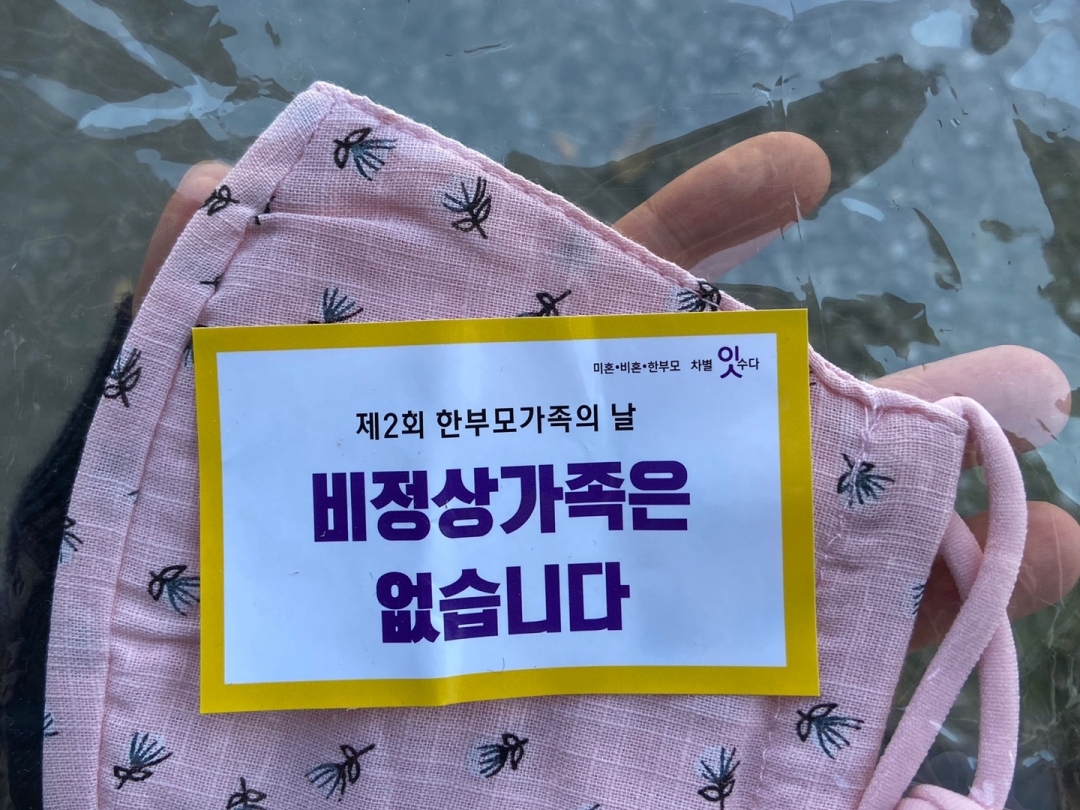 미혼•비혼•한부모 차별 잇수다
제2회 한부모가족의 날
비정상가족은
없습니다